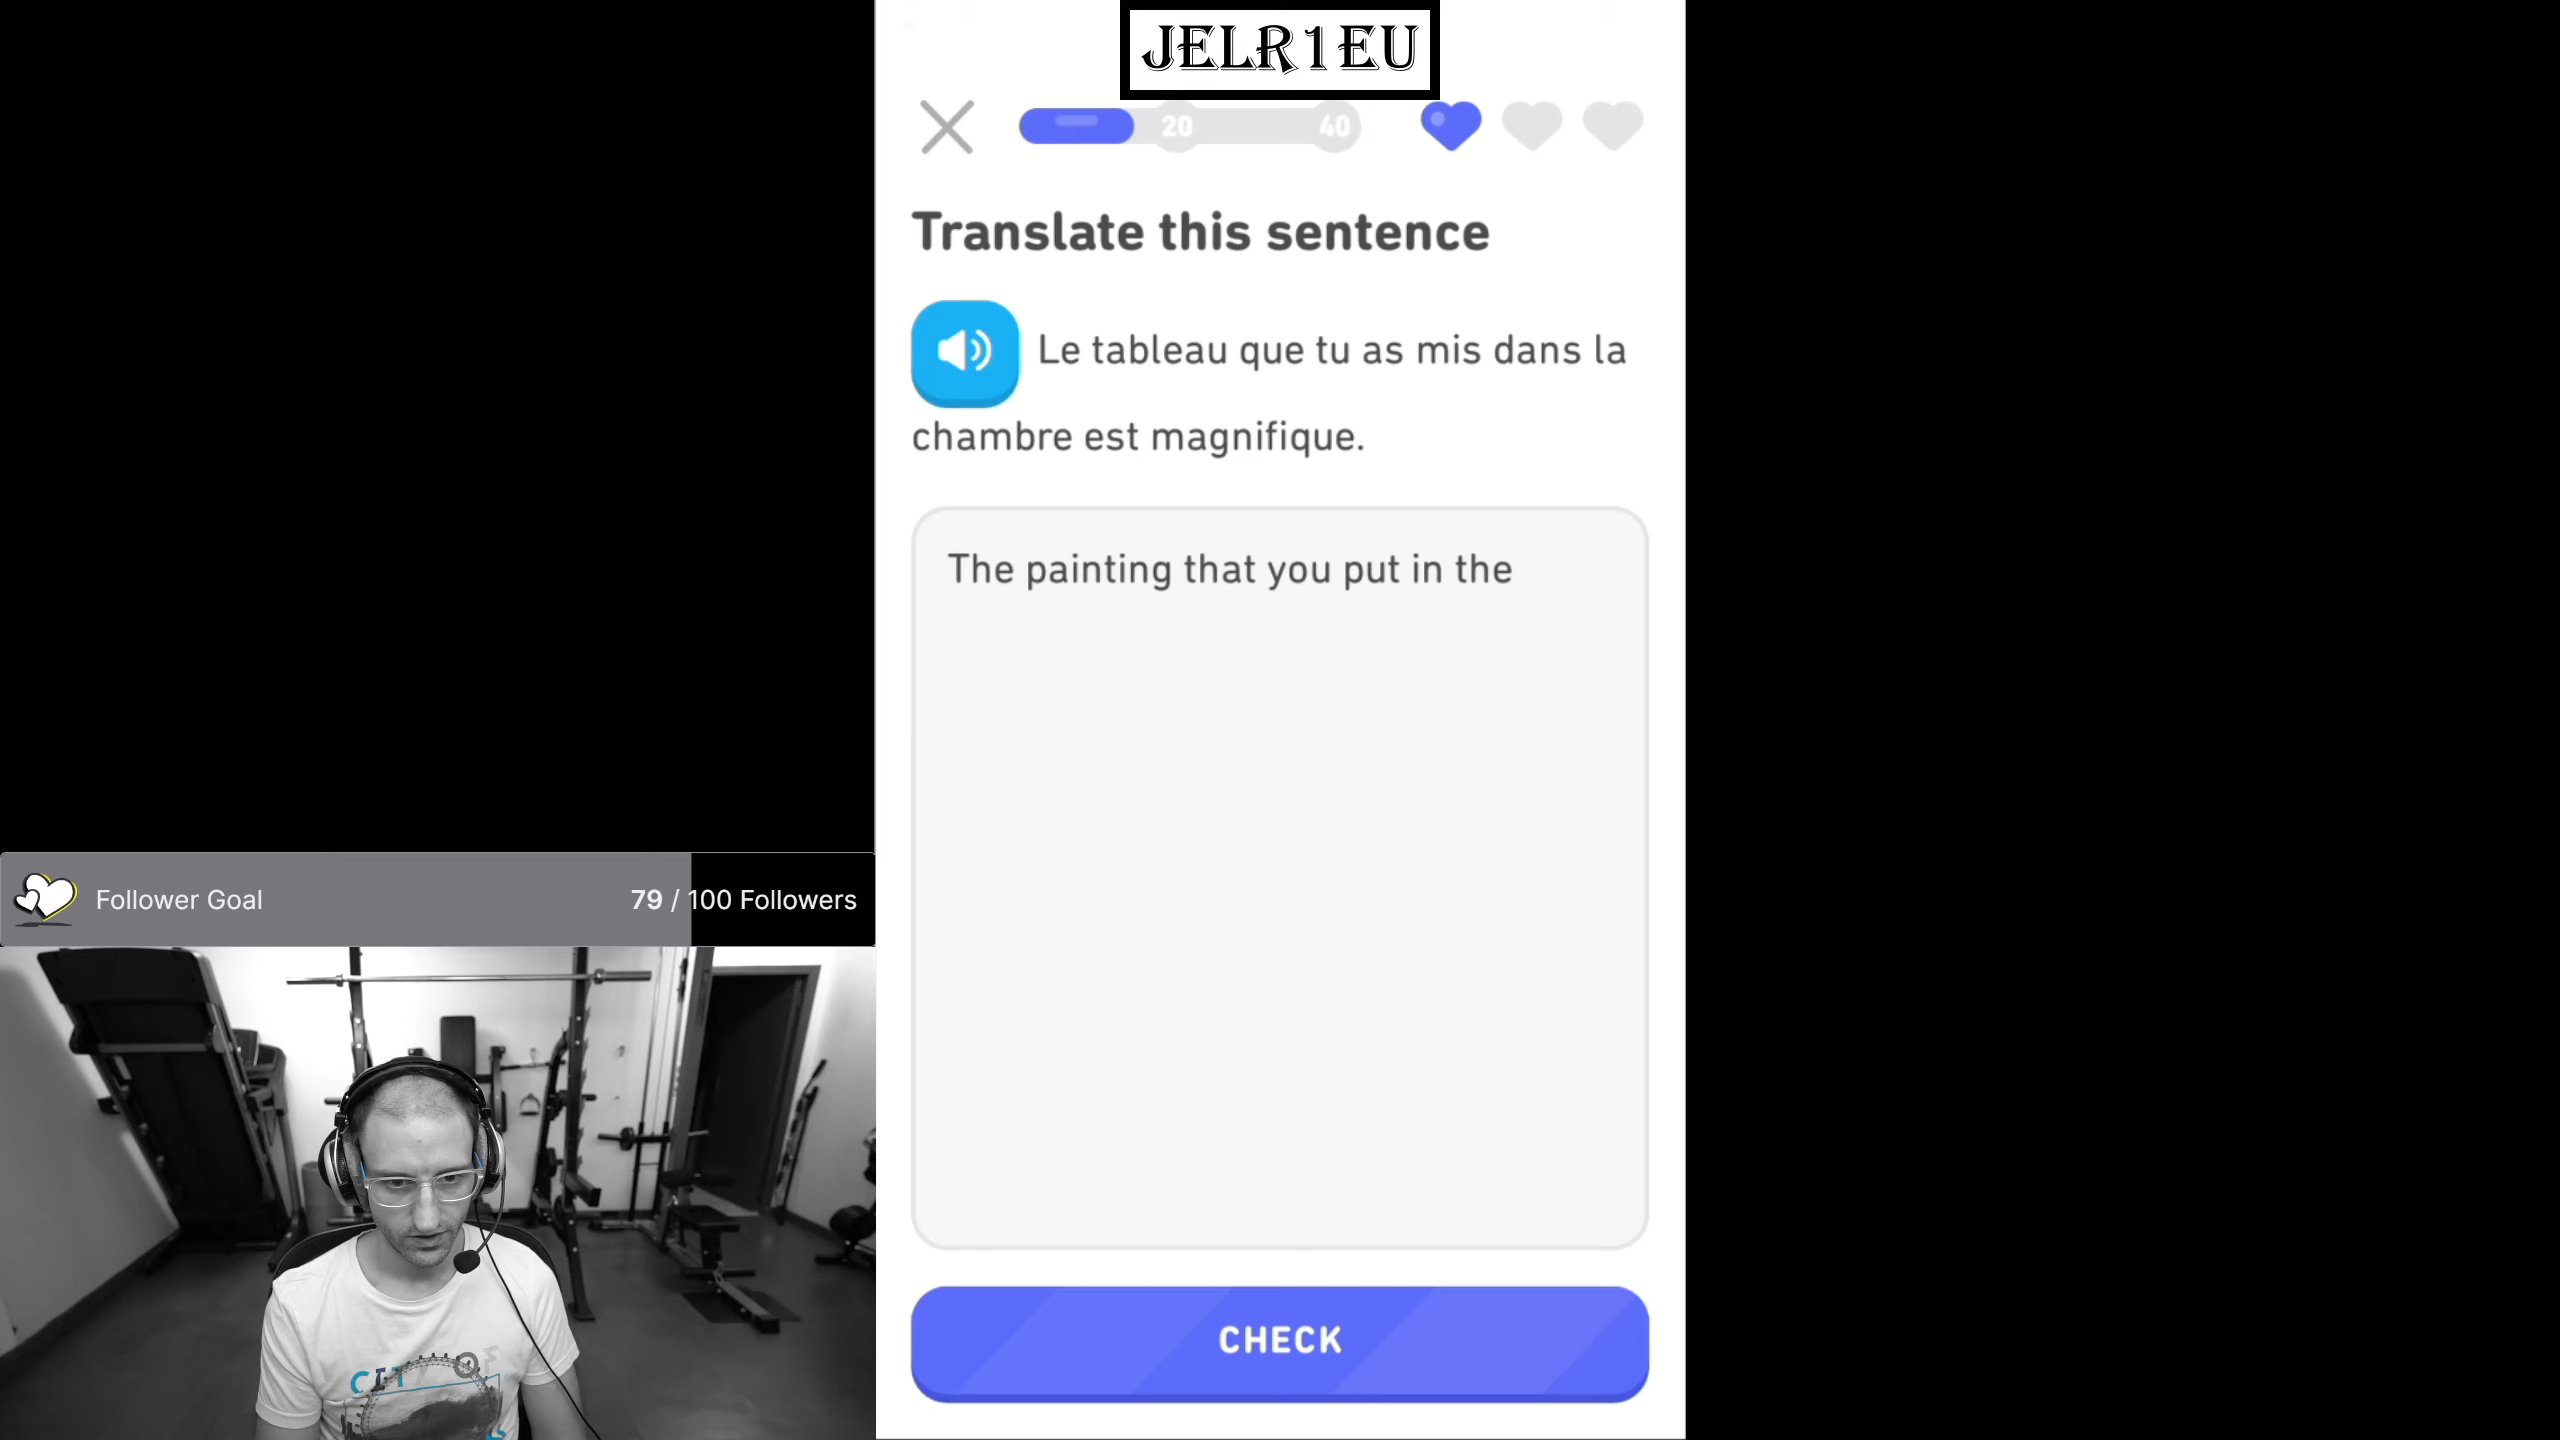 JELR1EU
20
40
Translate this sentence
Le tableau que tu as mis dans la
chambre est magnifique.
The painting that you put in the
CHECK
Follower Goal
79 / 100 Followers